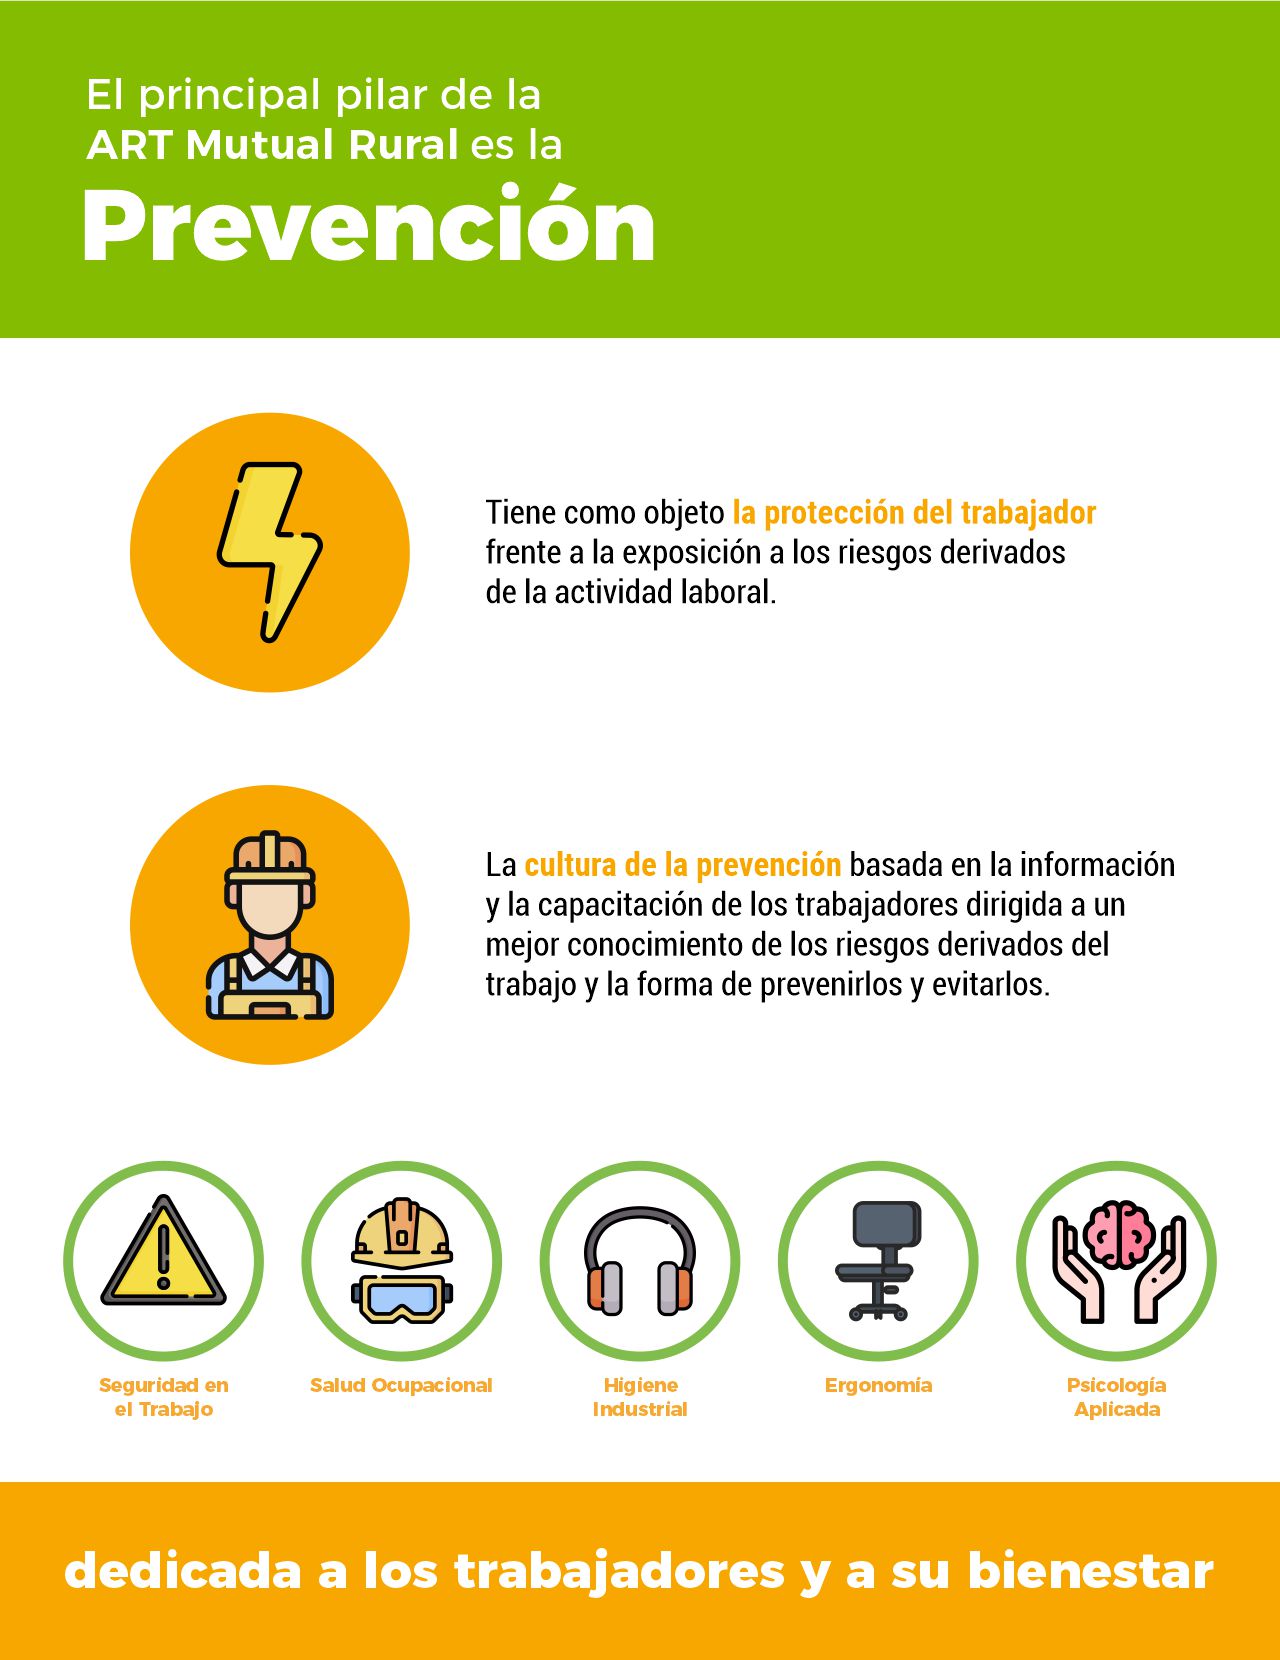 El principal pilar de la
ART Mutual Rural es la
Prevención
Tiene como objeto la protección del trabajador
frente a la exposición a los riesgos derivados
de la actividad laboral.
La cultura de la prevención basada en la información
y la capacitación de los trabajadores dirigida a un
mejor conocimiento de los riesgos derivados del
trabajo y la forma de prevenirlos y evitarlos.
Seguridad en
el Trabajo
Salud Ocupacional
Higiene
Industrial
Ergonomía
Psicología
Aplicada
dedicada a los trabajadores y a su bienestar